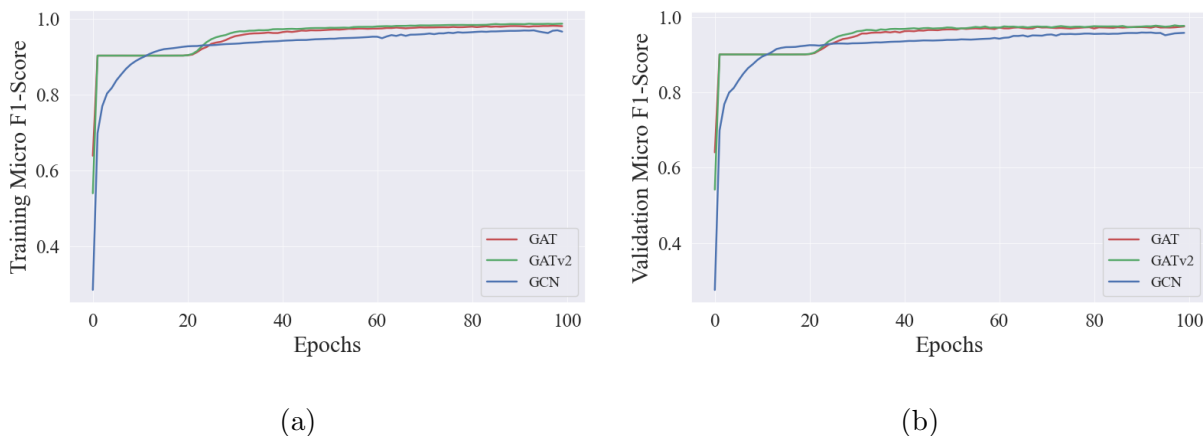 Training Micro F1-Score
1.0
0.8
0.6
0.4
GAT
GATv2
GCN
0 20 40 60 80 100
Epochs
(a)
Validation Micro F1-Score
1.0
0.8
0.6
0.4
GAT
GATv2
GCN
0 20 40 60 80 100
Epochs
(b)